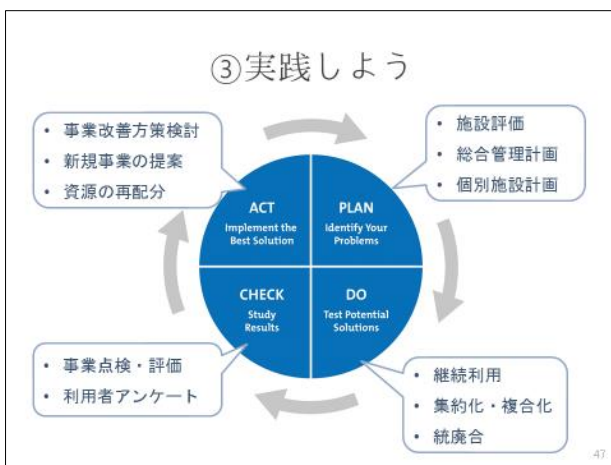 ③実践しよう
• 事業改善方策検討
• 新規事業の提案
• 資源の再配分
• 施設評価
• 総合管理計画
• 個別施設計画
ACT
Implement the
Best Solution
PLAN
Identify Your
Problems
CHECK
Study
Results
DO
Test Potential
Solutions
• 事業点検・評価
• 利用者アンケート
• 継続利用
• 集約化・複合化
• 統廃合
47